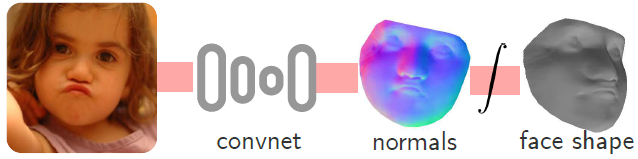 ∫
convnet normals face shape